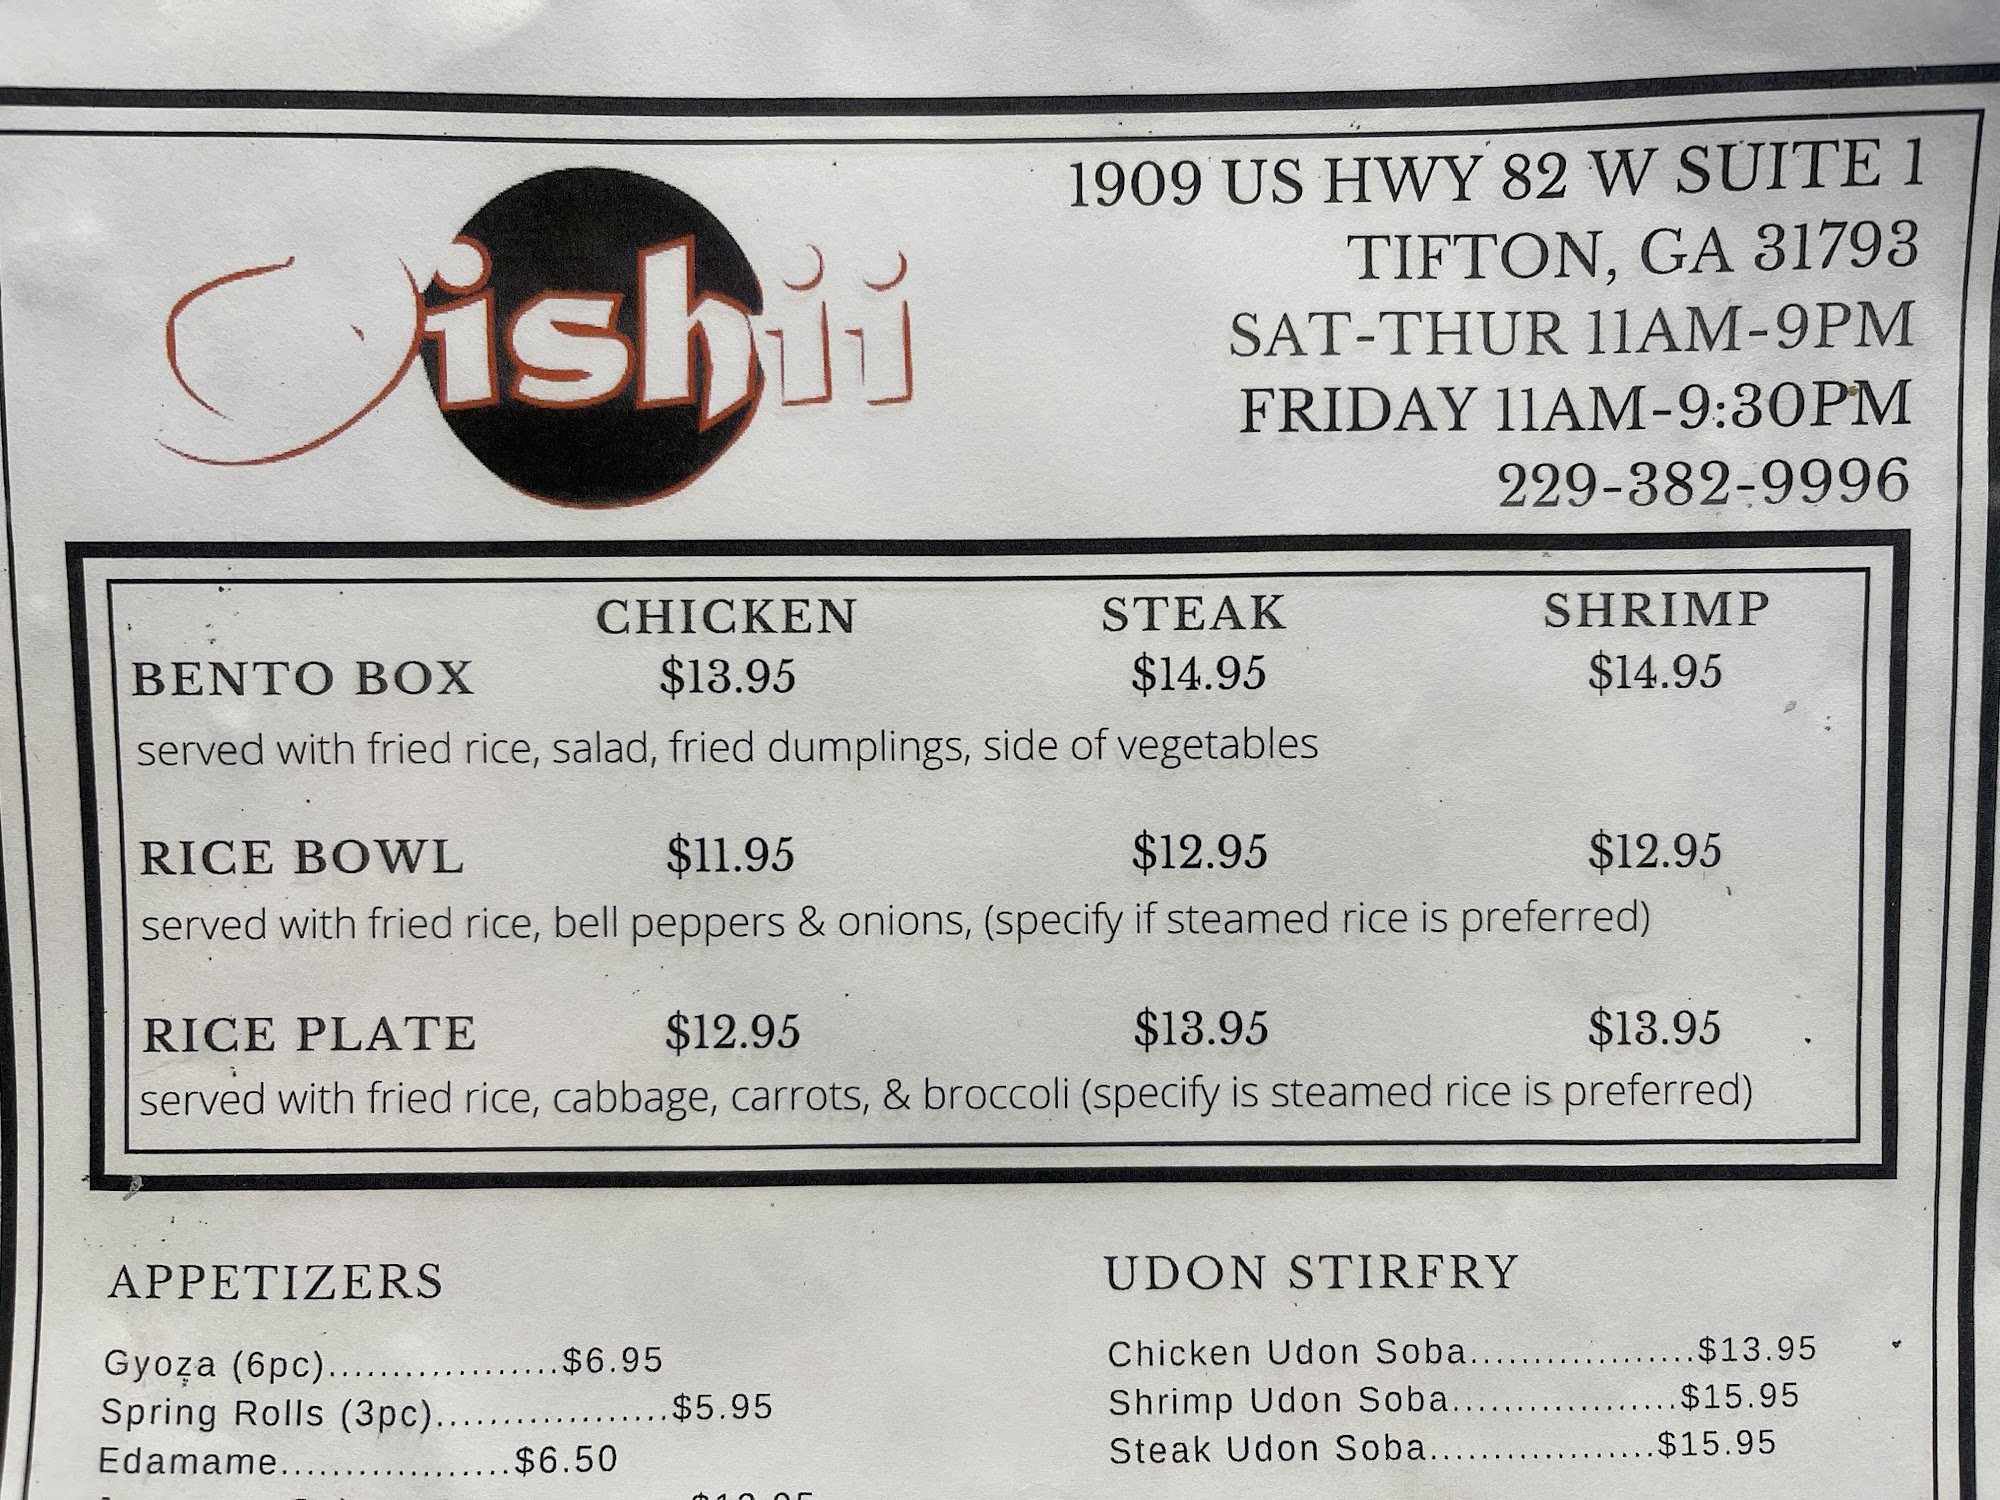 Oishii
1909 US HWY 82 W SUITE 1
TIFTON, GA 31793
SAT-THUR 11AM-9PM
FRIDAY 11AM-9:30PM
229-382-9996
CHICKEN STEAK SHRIMP
BENTO BOX $13.95 $14.95 $14.95
served with fried rice, salad, fried dumplings, side of vegetables
RICE BOWL $11.95 $12.95 $12.95
served with fried rice, bell peppers & onions, (specify if steamed rice is preferred)
RICE PLATE $12.95 $13.95 $13.95
served with fried rice, cabbage, carrots, & broccoli (specify is steamed rice is preferred)
APPETIZERS
Gyoza (6pc)..................$6.95
Spring Rolls (3pc)..................$5.95
Edamame..................$6.50
UDON STIRFRY
Chicken Udon Soba..................$13.95
Shrimp Udon Soba..................$15.95
Steak Udon Soba..................$15.95